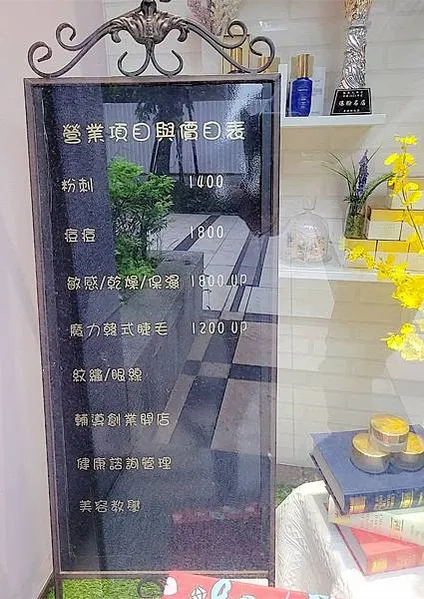 營業項目與價目表
粉刺 1400
痘痘 1800
敏感/乾燥/保濕 1800 UP
魔力韓式睫毛 1200 UP
紋繡/眼線
輔導創業開店
健康諮詢管理
美容教學